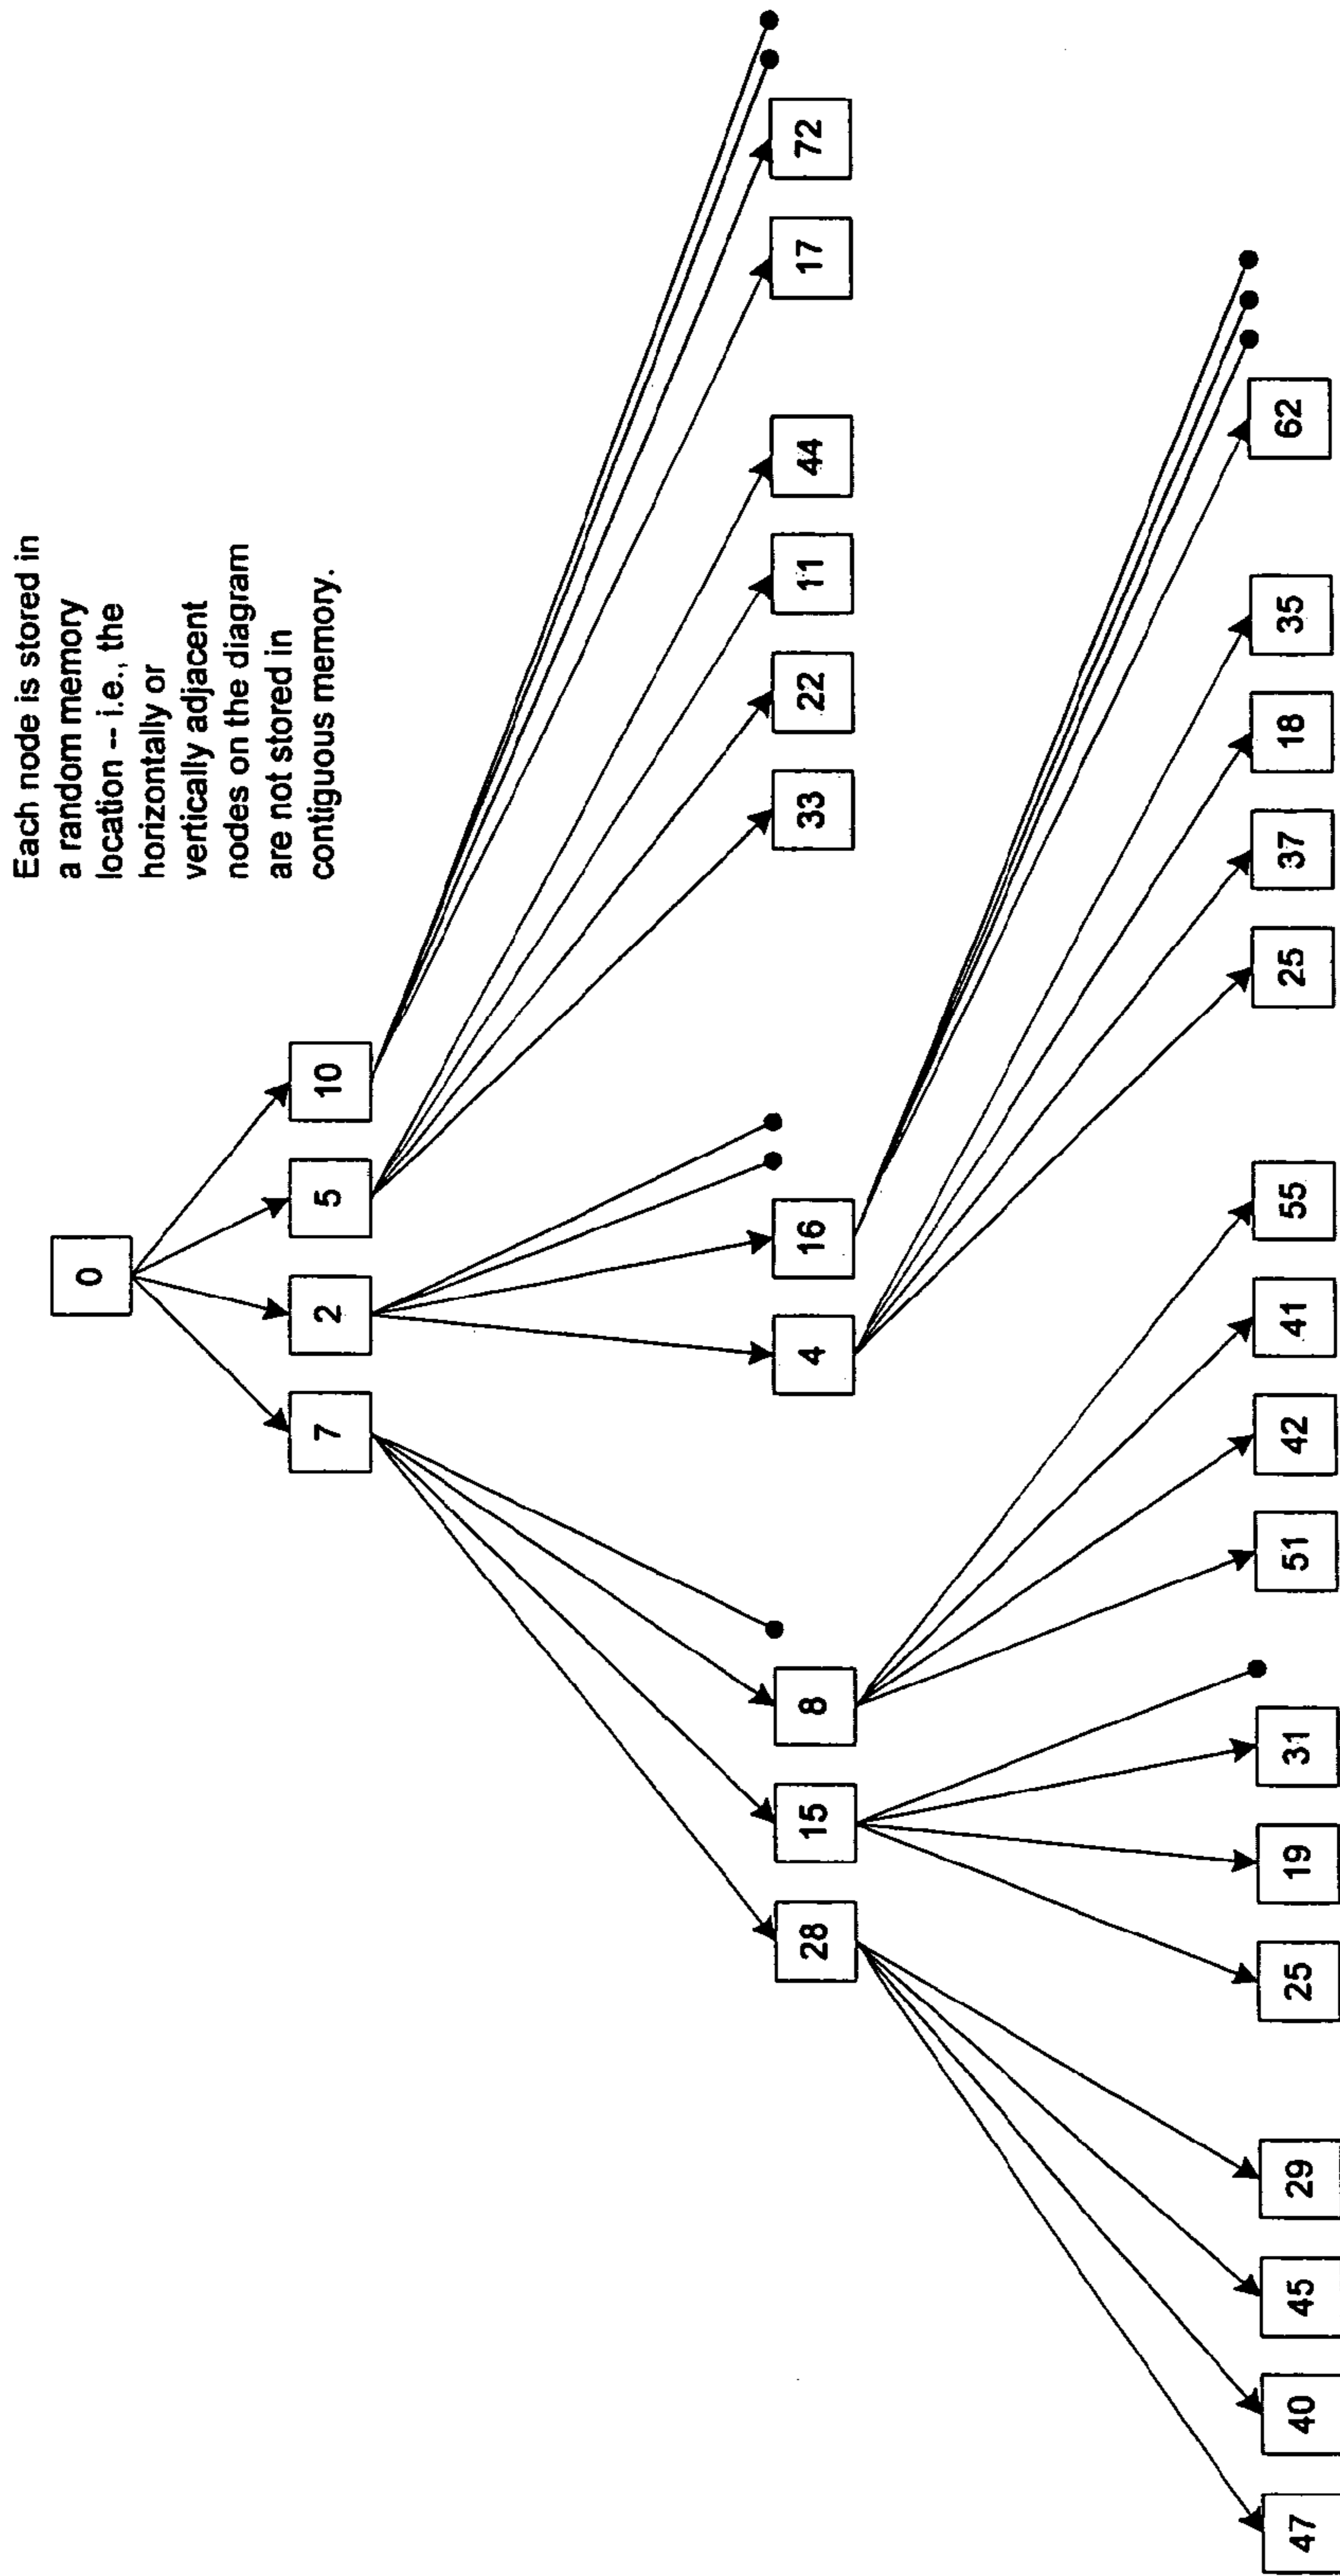 Each node is stored in
a random memory
location -- i.e., the
horizontally or
vertically adjacent
nodes on the diagram
are not stored in
contiguous memory.
0
7 2 5 10
28 15 8 4 16 33 22 11 44 17 72
47 40 45 29 25 19 31 51 42 41 55 25 37 18 35 62